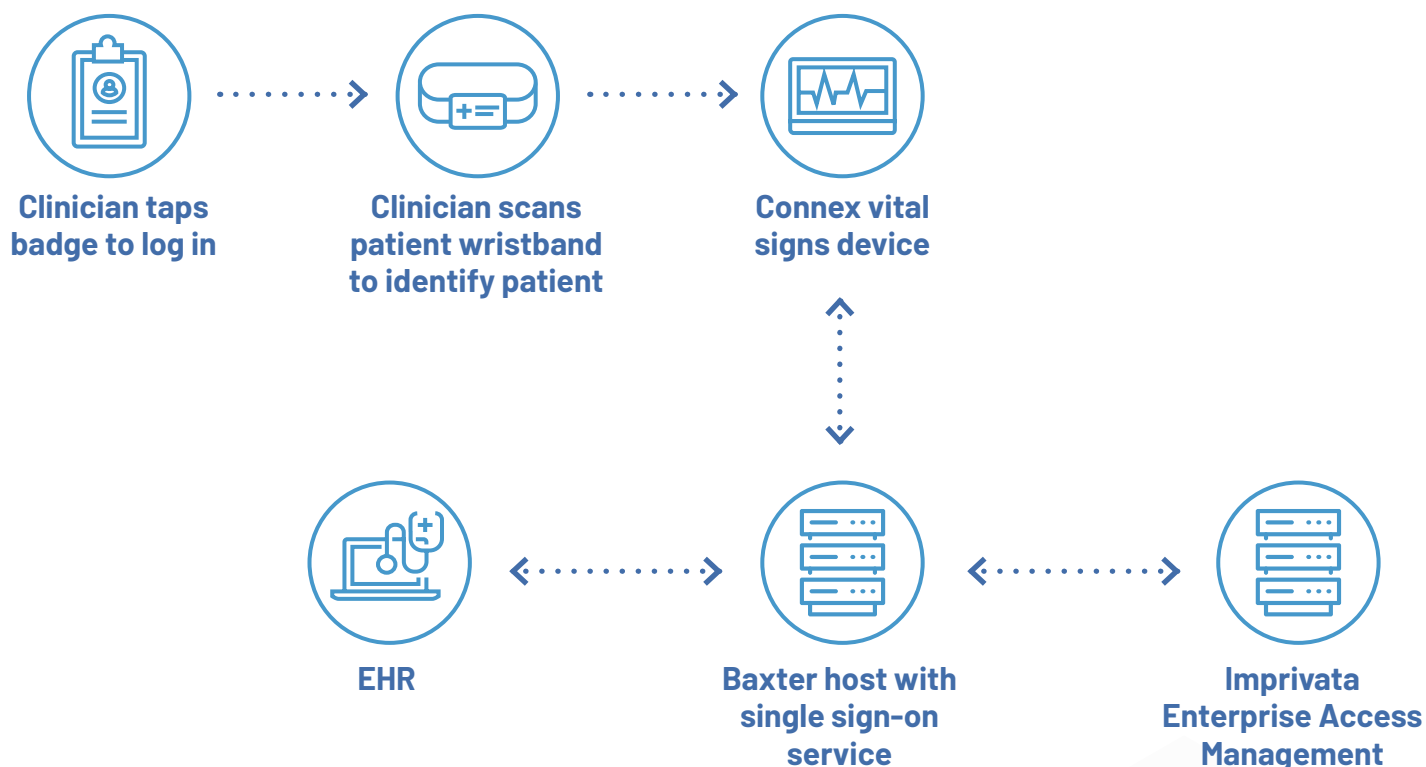 Clinician taps
badge to log in
Clinician scans
patient wristband
to identify patient
Connex vital
signs device
EHR
Baxter host with
single sign-on
service
Imprivata
Enterprise Access
Management